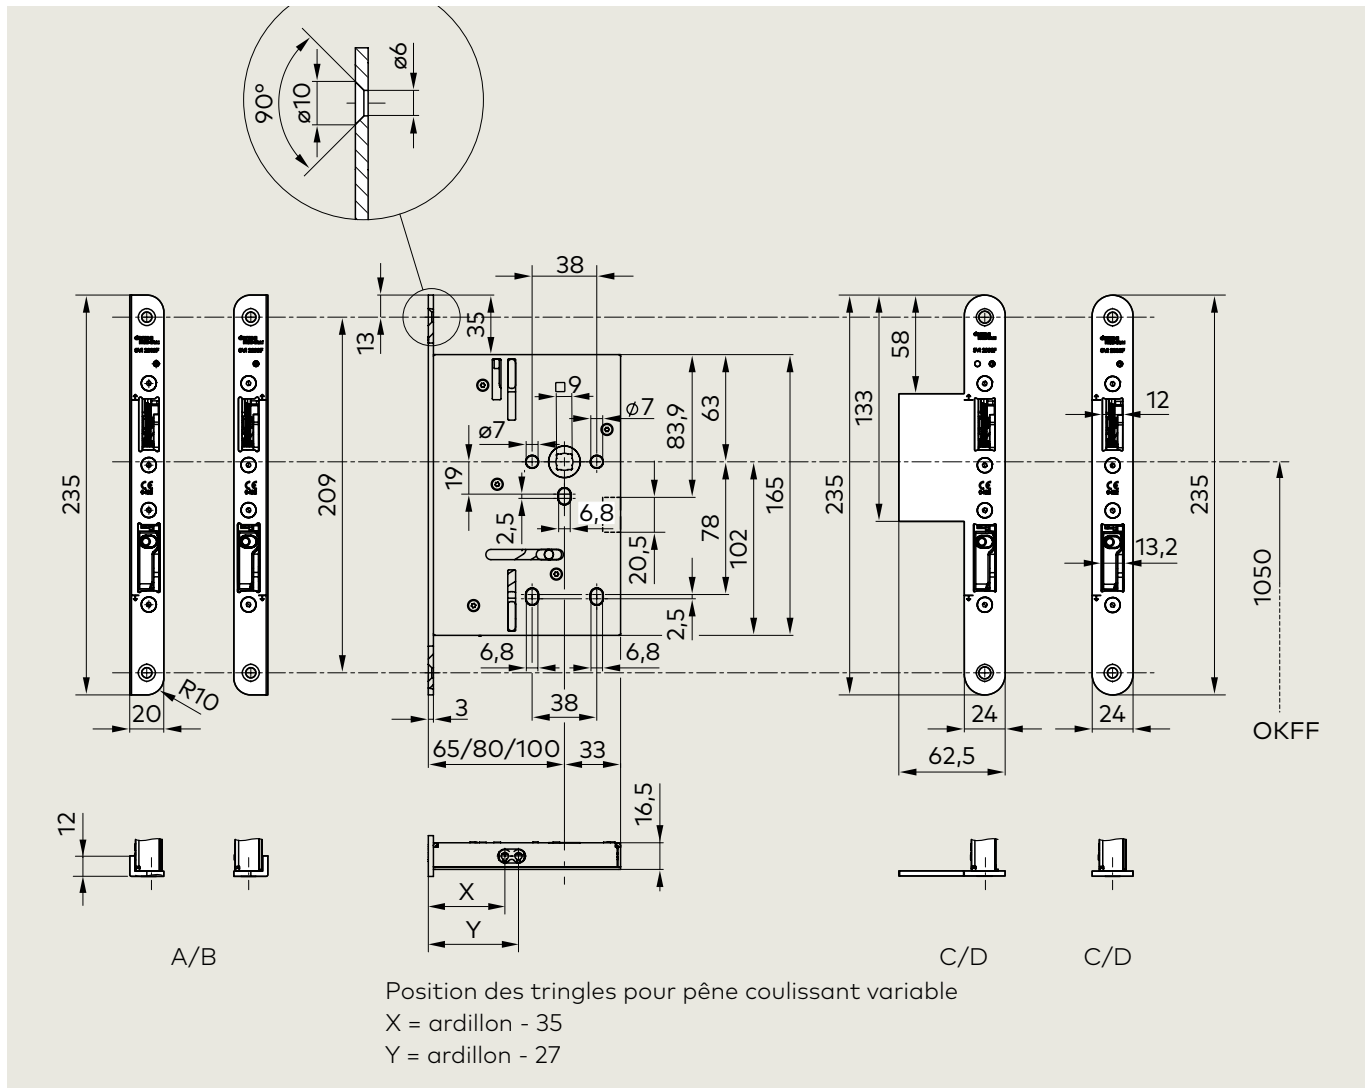 90°
ø10
ø6
38
13
35
58
133
9
12
ø7
ø7
63
83,9
19
235
209
2,5
6,8
20,5
78
102
165
235
235
13,2
1050
2,5
6,8
6,8
R10
20
3
38
24
24
OKFF
65/80/100
33
62,5
12
16,5
X
Y
A/B
C/D
C/D
Position des tringles pour pêne coulissant variable
X = ardillon - 35
Y = ardillon - 27